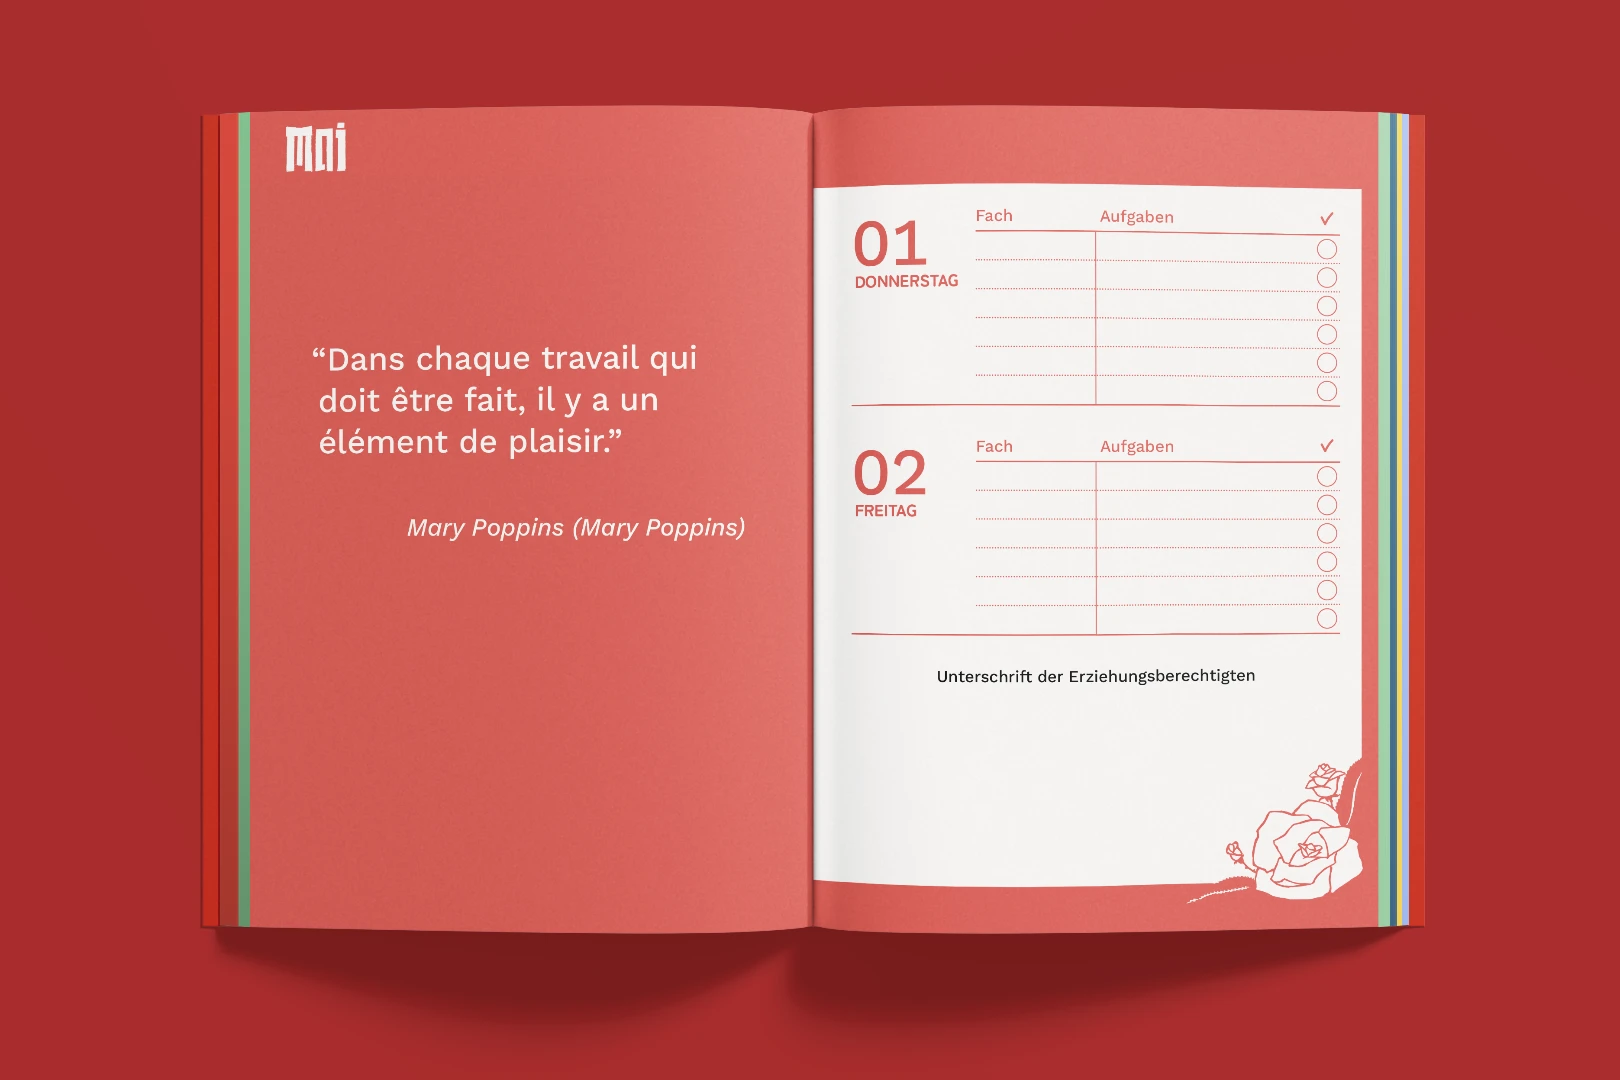 mai
“Dans chaque travail qui
doit être fait, il y a un
élément de plaisir.”
Mary Poppins (Mary Poppins)
01
DONNERSTAG
Fach Aufgaben ✓
02
FREITAG
Fach Aufgaben ✓
Unterschrift der Erziehungsberechtigten